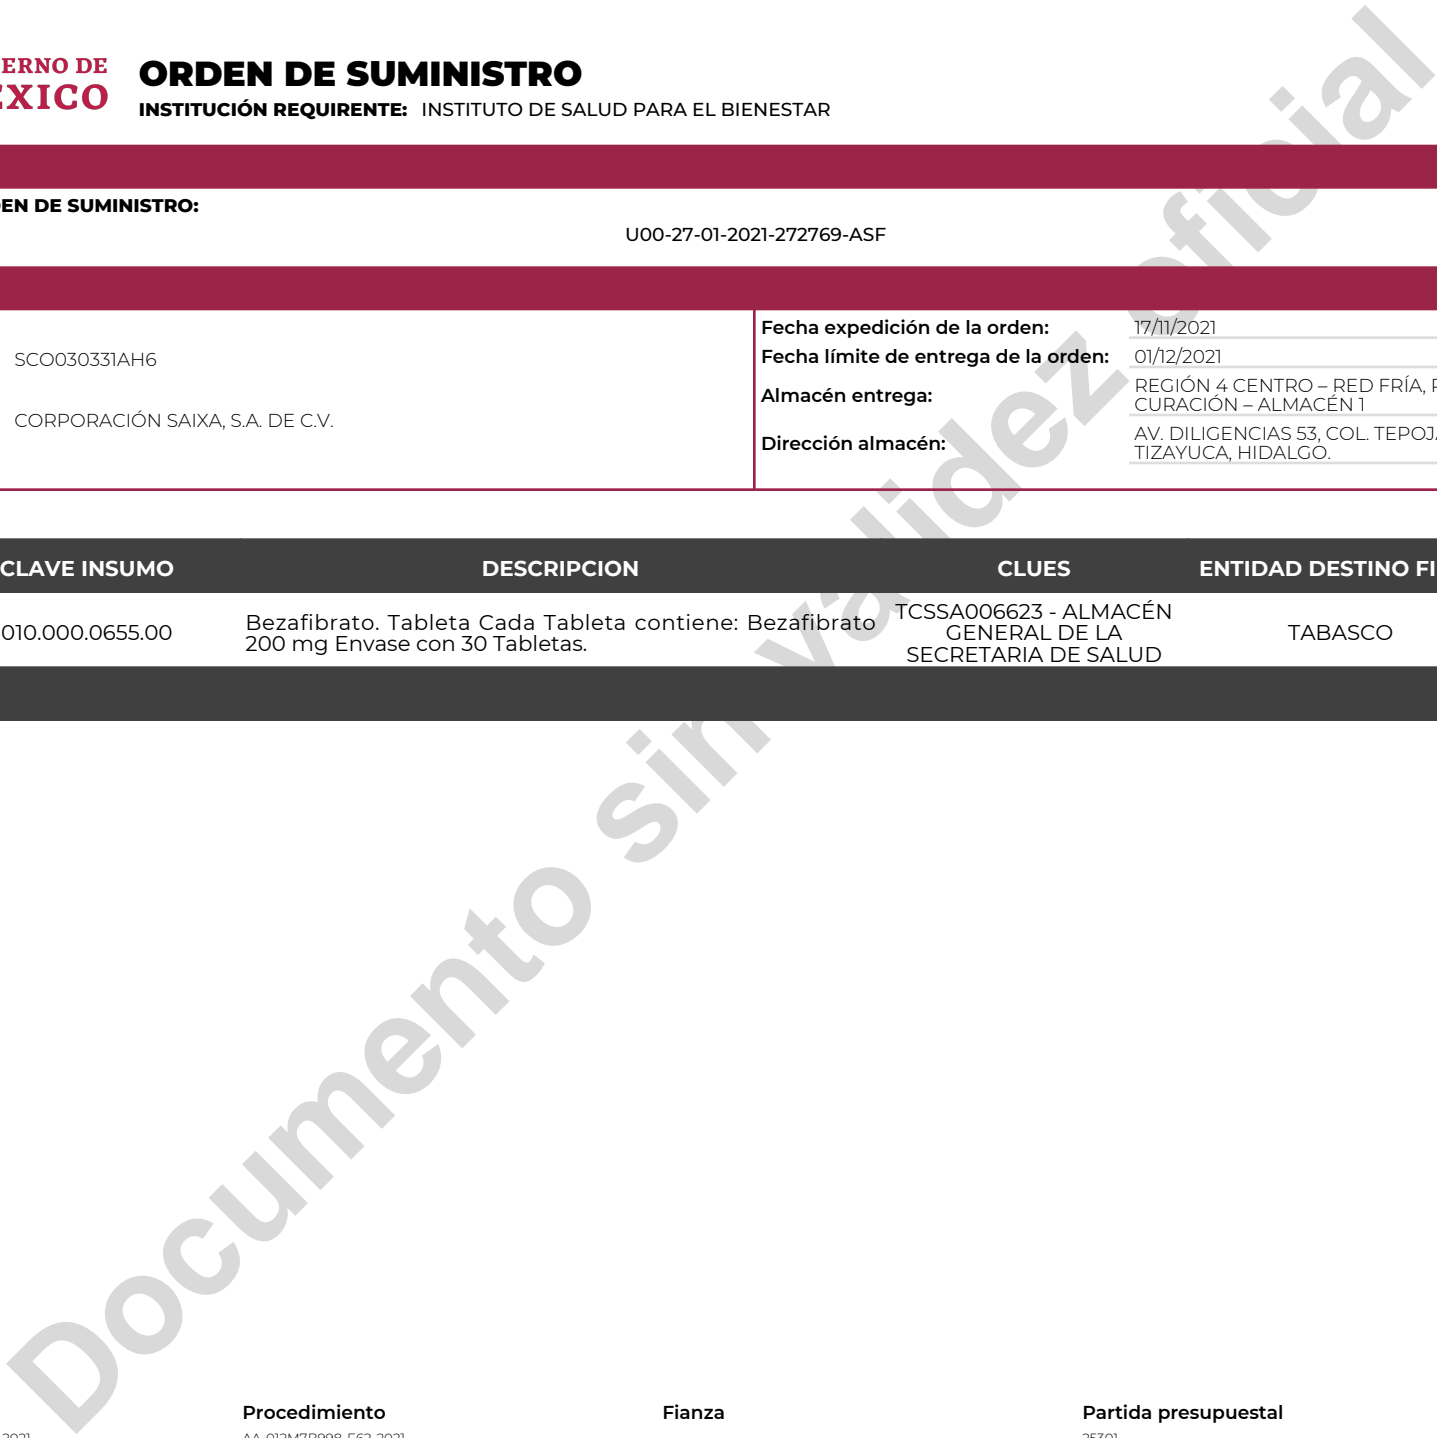 ERNO DE
EXICO
ORDEN DE SUMINISTRO
INSTITUCIÓN REQUIRENTE: INSTITUTO DE SALUD PARA EL BIENESTAR
EN DE SUMINISTRO:
U00-27-01-2021-272769-ASF
SCO030331AH6
CORPORACIÓN SAIXA, S.A. DE C.V.
Fecha expedición de la orden: 17/11/2021
Fecha límite de entrega de la orden: 01/12/2021
Almacén entrega: REGIÓN 4 CENTRO – RED FRÍA,
CURACIÓN – ALMACÉN 1
Dirección almacén: AV. DILIGENCIAS 53, COL. TEPOJA
TIZAYUCA, HIDALGO.
CLAVE INSUMO DESCRIPCION CLUES ENTIDAD DESTINO FI
010.000.0655.00
Bezafibrato. Tableta Cada Tableta contiene: Bezafibrato
200 mg Envase con 30 Tabletas.
TCSSA006623 - ALMACÉN
GENERAL DE LA
SECRETARIA DE SALUD
TABASCO
Documento sin validez oficial
Procedimiento Fianza Partida presupuestal